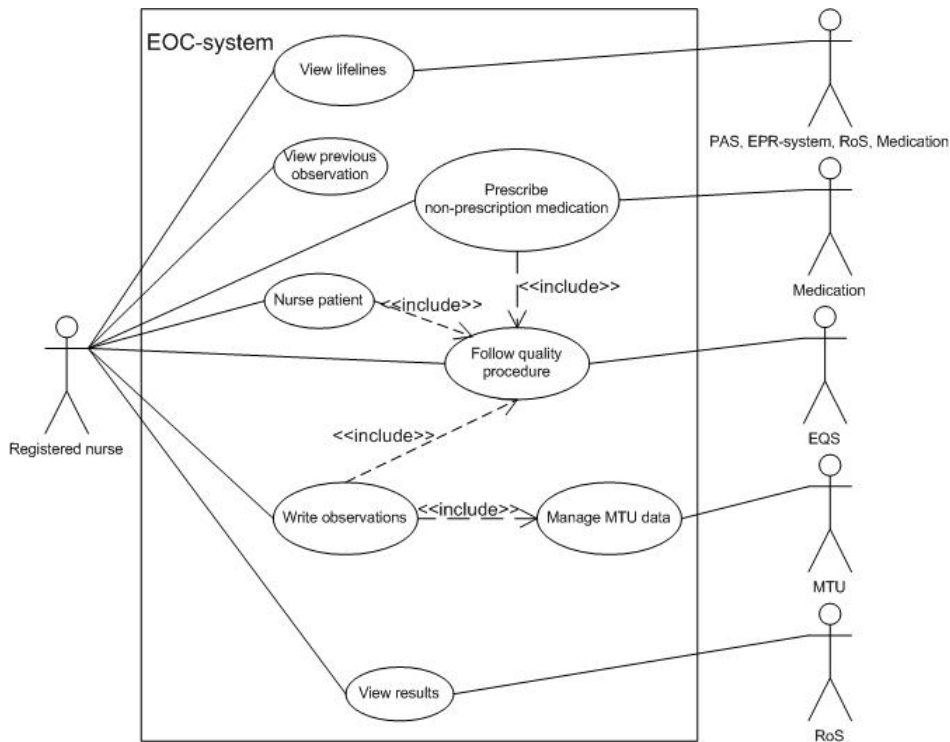 EOC-system
View lifelines
PAS, EPR-system, RoS, Medication
View previous
observation
Prescribe
non-prescription medication
Medication
<<include>>
Nurse patient
<<include>>
Follow quality
procedure
EQS
Registered nurse
<<include>>
Write observations
<<include>>
Manage MTU data
MTU
View results
RoS